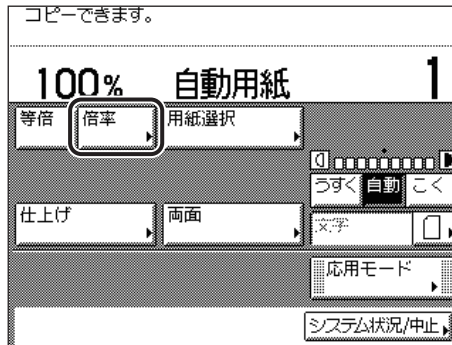 コピーできます。
100% 自動用紙 1
等倍 倍率 用紙選択
うすく 自動 こく
仕上げ 両面 文字
応用モード
システム状況/中止